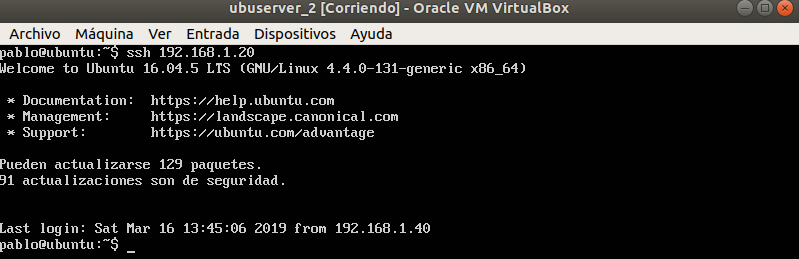 ubuserver_2 [Corriendo] - Oracle VM VirtualBox
Archivo Máquina Ver Entrada Dispositivos Ayuda
pablo@ubuntu:~$ ssh 192.168.1.20
Welcome to Ubuntu 16.04.5 LTS (GNU/Linux 4.4.0-131-generic x86_64)
* Documentation: https://help.ubuntu.com
* Management: https://landscape.canonical.com
* Support: https://ubuntu.com/advantage
Pueden actualizarse 129 paquetes.
91 actualizaciones son de seguridad.
Last login: Sat Mar 16 13:45:06 2019 from 192.168.1.40
pablo@ubuntu:~$ _